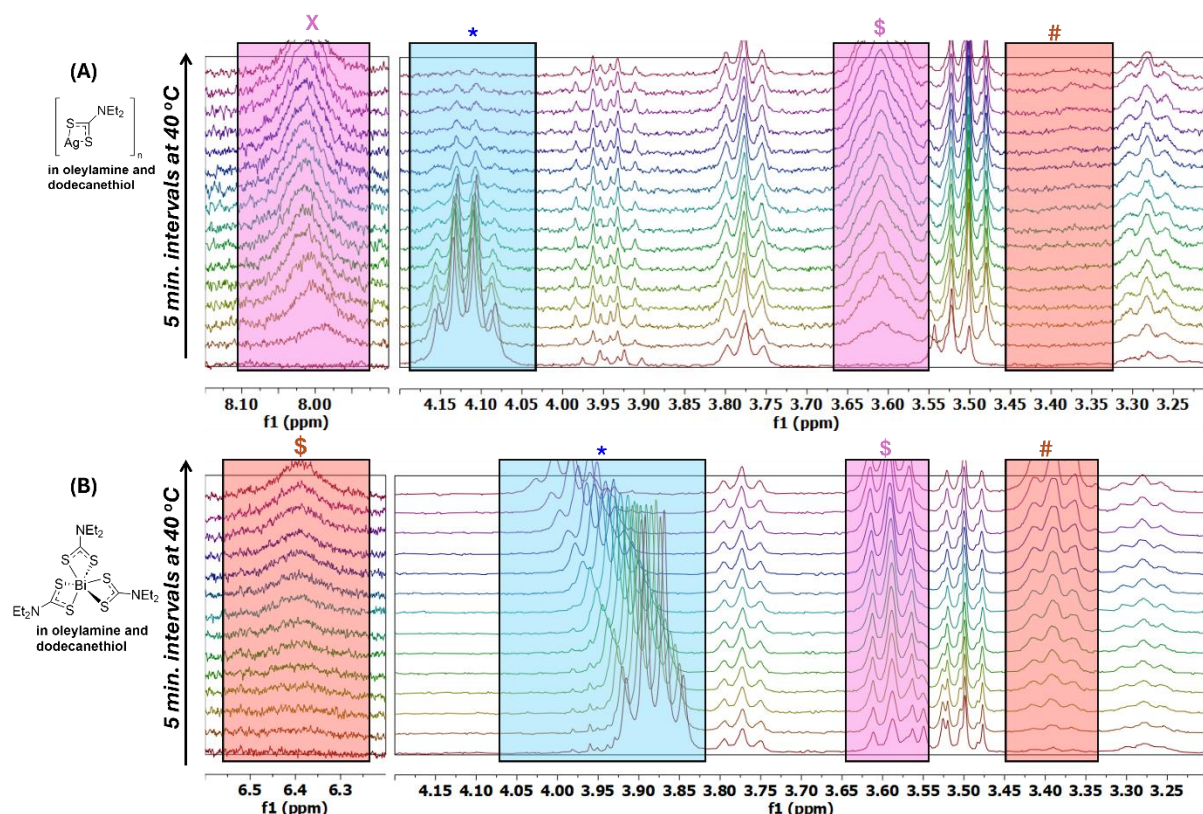 X
*
$
#
(A)
5 min. intervals at 40 ºC
NEt2
S
S
Ag
n
in oleylamine and
dodecanethiol
8.10 8.00
f1 (ppm)
4.15 4.10 4.05 4.00 3.95 3.90 3.85 3.80 3.75 3.70 3.65 3.60 3.55 3.50 3.45 3.40 3.35 3.30 3.25
f1 (ppm)
$
*
$
#
(B)
5 min. intervals at 40 ºC
NEt2
S
S
S
Bi
S
NEt2
Et2N
S
S
in oleylamine and
dodecanethiol
6.5 6.4 6.3
f1 (ppm)
4.15 4.10 4.05 4.00 3.95 3.90 3.85 3.80 3.75 3.70 3.65 3.60 3.55 3.50 3.45 3.40 3.35 3.30 3.25
f1 (ppm)